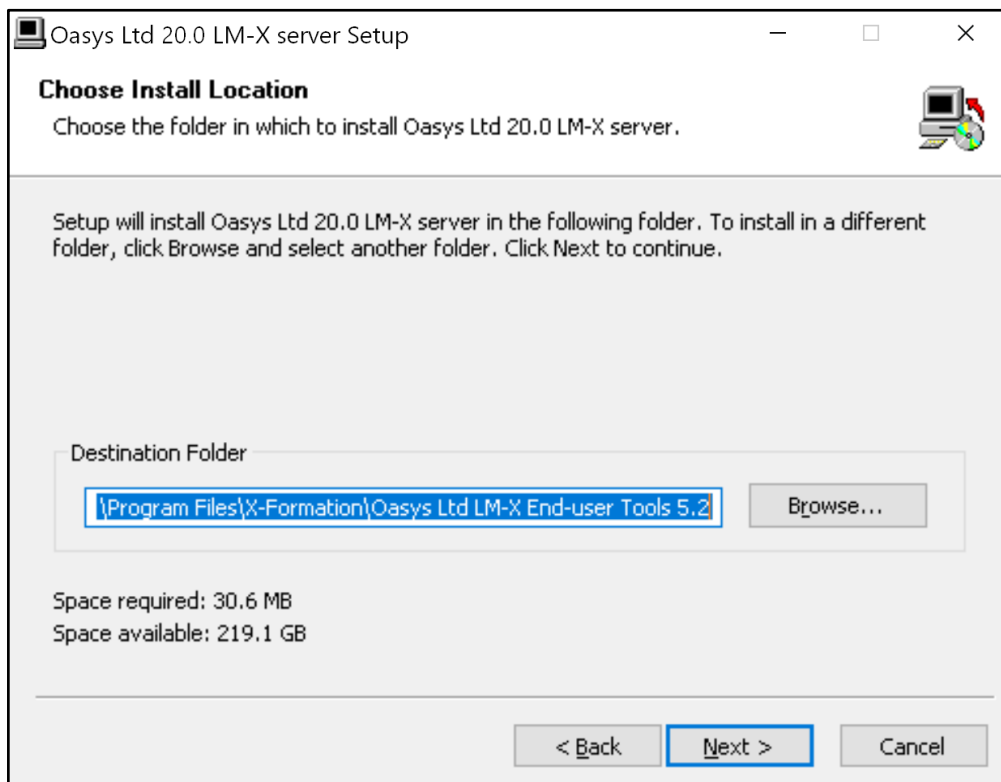 Oasys Ltd 20.0 LM-X server Setup
Choose Install Location
Choose the folder in which to install Oasys Ltd 20.0 LM-X server.
Setup will install Oasys Ltd 20.0 LM-X server in the following folder. To install in a different
folder, click Browse and select another folder. Click Next to continue.
Destination Folder
\Program Files\X-Formation\Oasys Ltd LM-X End-user Tools 5.2
Browse...
Space required: 30.6 MB
Space available: 219.1 GB
< Back
Next >
Cancel